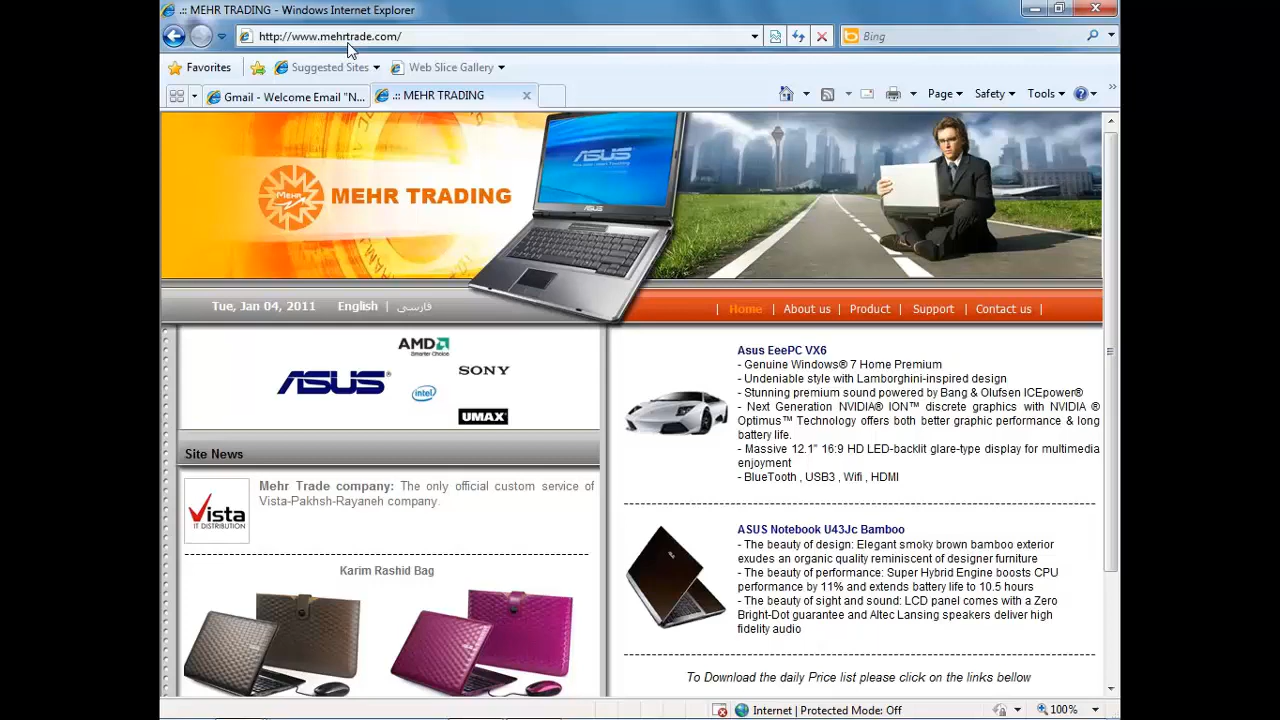 .:: MEHR TRADING - Windows Internet Explorer
http://www.mehrtrade.com/
Bing
Favorites
Suggested Sites
Web Slice Gallery
Gmail - Welcome Email "N...
.:: MEHR TRADING
Page
Safety
Tools
MEHR
MEHR TRADING
ASUS
ASUS
Tue, Jan 04, 2011
English | فارسی
| Home | About us | Product | Support | Contact us |
AMD
Smarter Choice
SONY
ASUS®
intel
UMAX®
Site News
Mehr Trade company: The only official custom service of
Vista-Pakhsh-Rayaneh company.
Vista
IT DISTRIBUTION
Karim Rashid Bag
Asus EeePC VX6
- Genuine Windows® 7 Home Premium
- Undeniable style with Lamborghini-inspired design
- Stunning premium sound powered by Bang & Olufsen ICEpower®
- Next Generation NVIDIA® ION™ discrete graphics with NVIDIA ®
Optimus™ Technology offers both better graphic performance & long
battery life.
- Massive 12.1" 16:9 HD LED-backlit glare-type display for multimedia
enjoyment
- BlueTooth , USB3 , Wifi , HDMI
ASUS Notebook U43Jc Bamboo
- The beauty of design: Elegant smoky brown bamboo exterior
exudes an organic quality reminiscent of designer furniture
- The beauty of performance: Super Hybrid Engine boosts CPU
performance by 11% and extends battery life to 10.5 hours
- The beauty of sight and sound: LCD panel comes with a Zero
Bright-Dot guarantee and Altec Lansing speakers deliver high
fidelity audio
To Download the daily Price list please click on the links bellow
Internet | Protected Mode: Off
100%